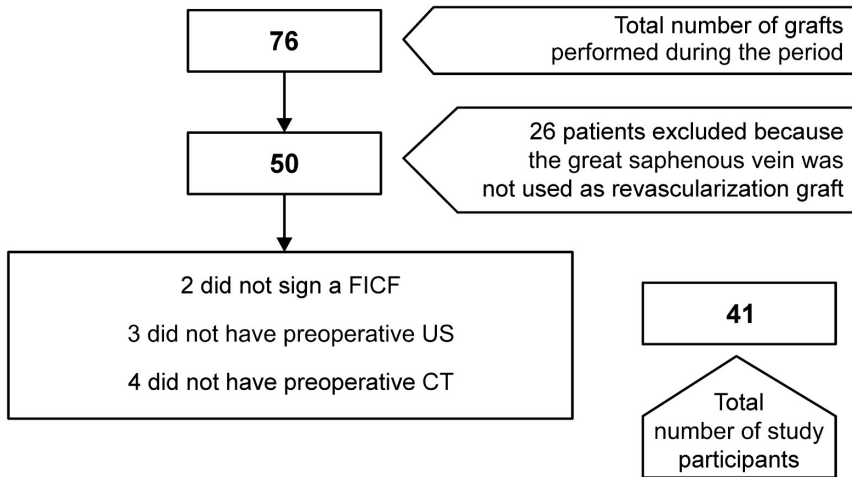 76
Total number of grafts
performed during the period
50
26 patients excluded because
the great saphenous vein was
not used as revascularization graft
2 did not sign a FICF
3 did not have preoperative US
4 did not have preoperative CT
41
Total
number of study
participants